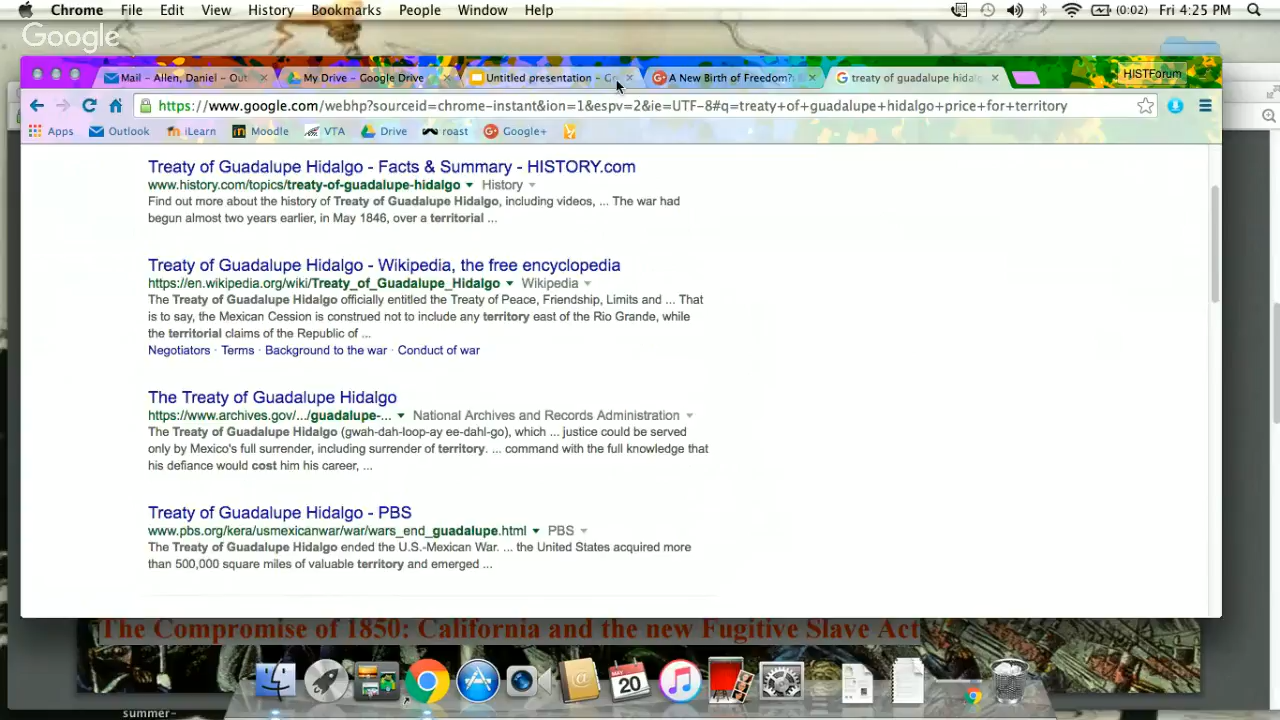 Chrome File Edit View History Bookmarks People Window Help (0:02) Fri 4:25 PM
Google
Mail – Allen, Daniel – Out My Drive – Google Drive Untitled presentation – G A New Birth of Freedom?: treaty of guadalupe hidalg HISTForum
https://www.google.com/webhp?sourceid=chrome-instant&ion=1&espv=2&ie=UTF-8#q=treaty+of+guadalupe+hidalgo+price+for+territory
Apps Outlook iLearn Moodle VTA Drive roast Google+
Treaty of Guadalupe Hidalgo - Facts & Summary - HISTORY.com
www.history.com/topics/treaty-of-guadalupe-hidalgo History
Find out more about the history of Treaty of Guadalupe Hidalgo, including videos, ... The war had
begun almost two years earlier, in May 1846, over a territorial ...
Treaty of Guadalupe Hidalgo - Wikipedia, the free encyclopedia
https://en.wikipedia.org/wiki/Treaty_of_Guadalupe_Hidalgo Wikipedia
The Treaty of Guadalupe Hidalgo officially entitled the Treaty of Peace, Friendship, Limits and ... That
is to say, the Mexican Cession is construed not to include any territory east of the Rio Grande, while
the territorial claims of the Republic of ...
Negotiators · Terms · Background to the war · Conduct of war
The Treaty of Guadalupe Hidalgo
https://www.archives.gov/.../guadalupe-... National Archives and Records Administration
The Treaty of Guadalupe Hidalgo (gwah-dah-loop-ay ee-dahl-go), which ... justice could be served
only by Mexico's full surrender, including surrender of territory. ... command with the full knowledge that
his defiance would cost him his career, ...
Treaty of Guadalupe Hidalgo - PBS
www.pbs.org/kera/usmexicanwar/war/wars_end_guadalupe.html PBS
The Treaty of Guadalupe Hidalgo ended the U.S.-Mexican War. ... the United States acquired more
than 500,000 square miles of valuable territory and emerged ...
The Compromise of 1850: California and the new Fugitive Slave Act
MAY
20
summer-